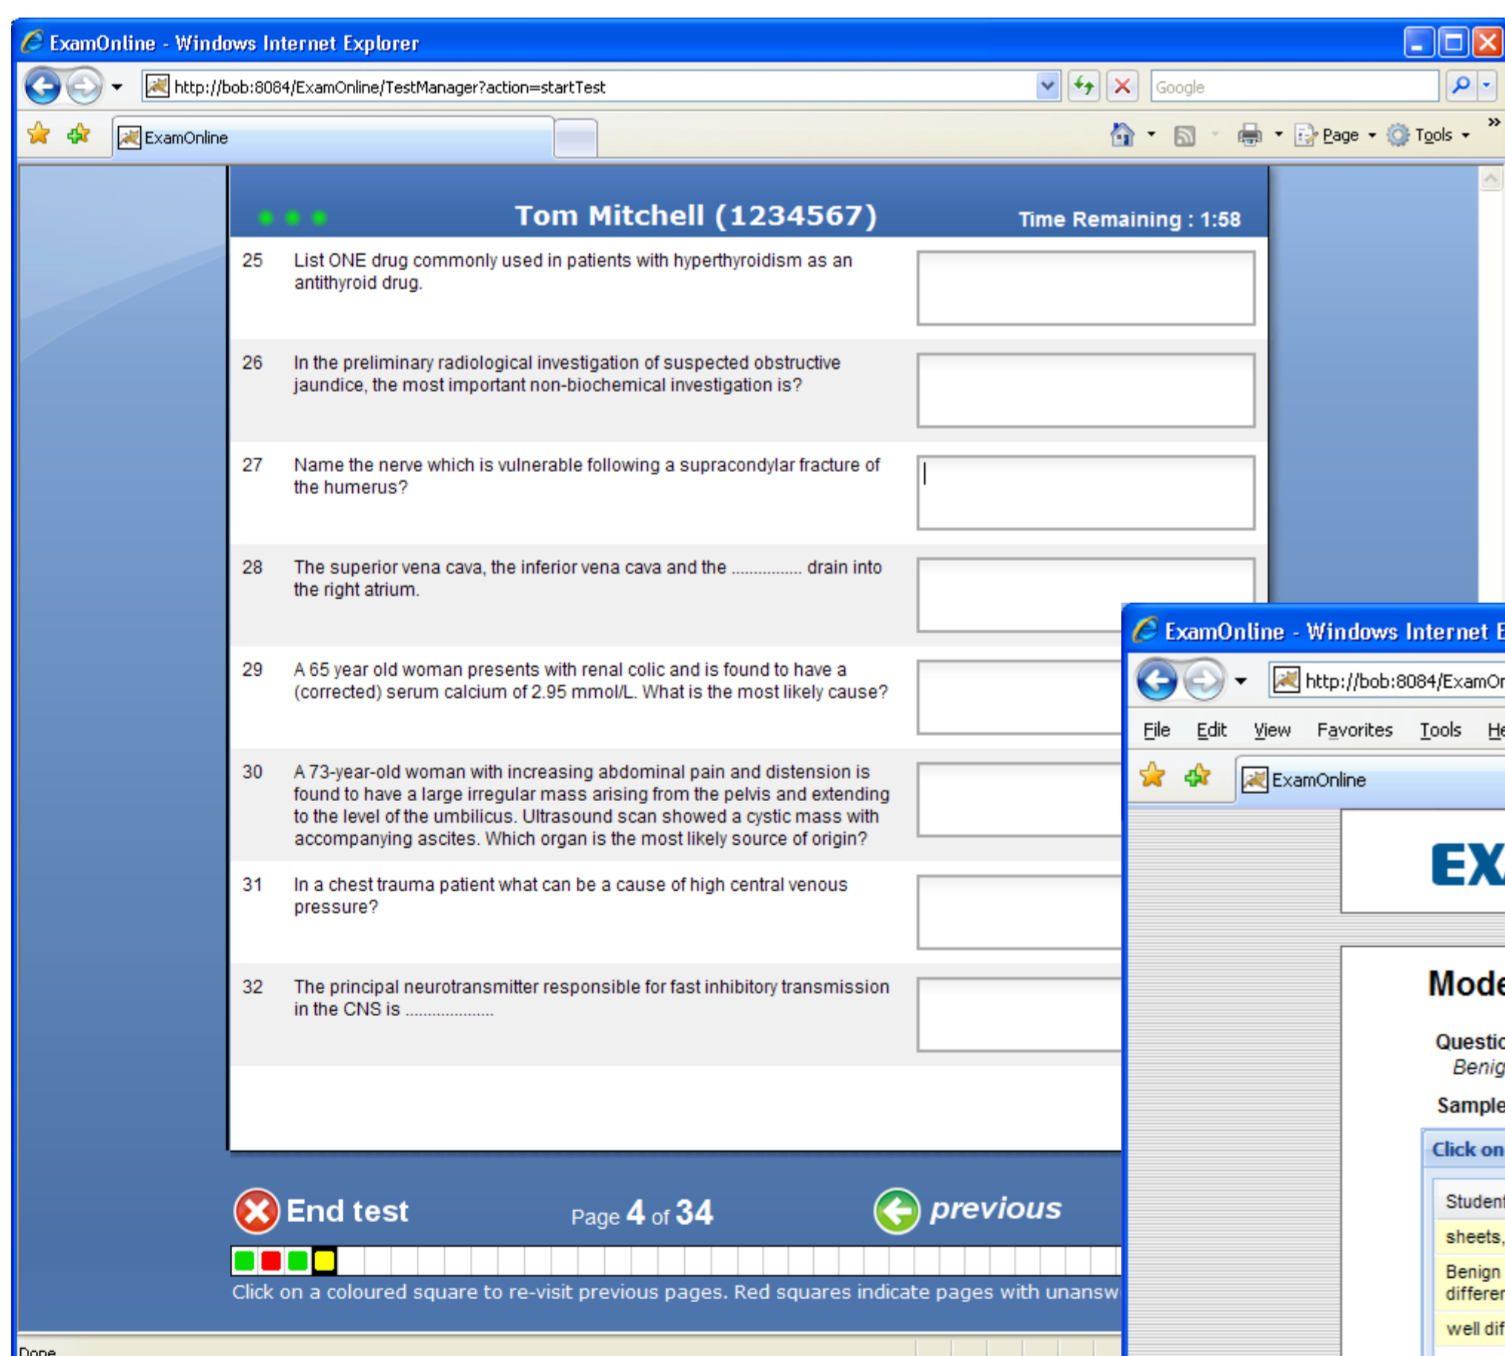 ExamOnline - Windows Internet Explorer
http://bob:8084/ExamOnline/TestManager?action=startTest
Google
ExamOnline
Page
Tools
»
Tom Mitchell (1234567)
Time Remaining : 1:58
25 List ONE drug commonly used in patients with hyperthyroidism as an
antithyroid drug.
26 In the preliminary radiological investigation of suspected obstructive
jaundice, the most important non-biochemical investigation is?
27 Name the nerve which is vulnerable following a supracondylar fracture of
the humerus?
28 The superior vena cava, the inferior vena cava and the ................ drain into
the right atrium.
29 A 65 year old woman presents with renal colic and is found to have a
(corrected) serum calcium of 2.95 mmol/L. What is the most likely cause?
30 A 73-year-old woman with increasing abdominal pain and distension is
found to have a large irregular mass arising from the pelvis and extending
to the level of the umbilicus. Ultrasound scan showed a cystic mass with
accompanying ascites. Which organ is the most likely source of origin?
31 In a chest trauma patient what can be a cause of high central venous
pressure?
32 The principal neurotransmitter responsible for fast inhibitory transmission
in the CNS is ....................
End test
Page 4 of 34
previous
Click on a coloured square to re-visit previous pages. Red squares indicate pages with unansw
Done
ExamOnline - Windows Internet E
http://bob:8084/ExamOn
File Edit View Favorites Tools He
ExamOnline
EXA
Mode
Questio
Benig
Sample
Click on
Student
sheets,
Benign
differen
well dif